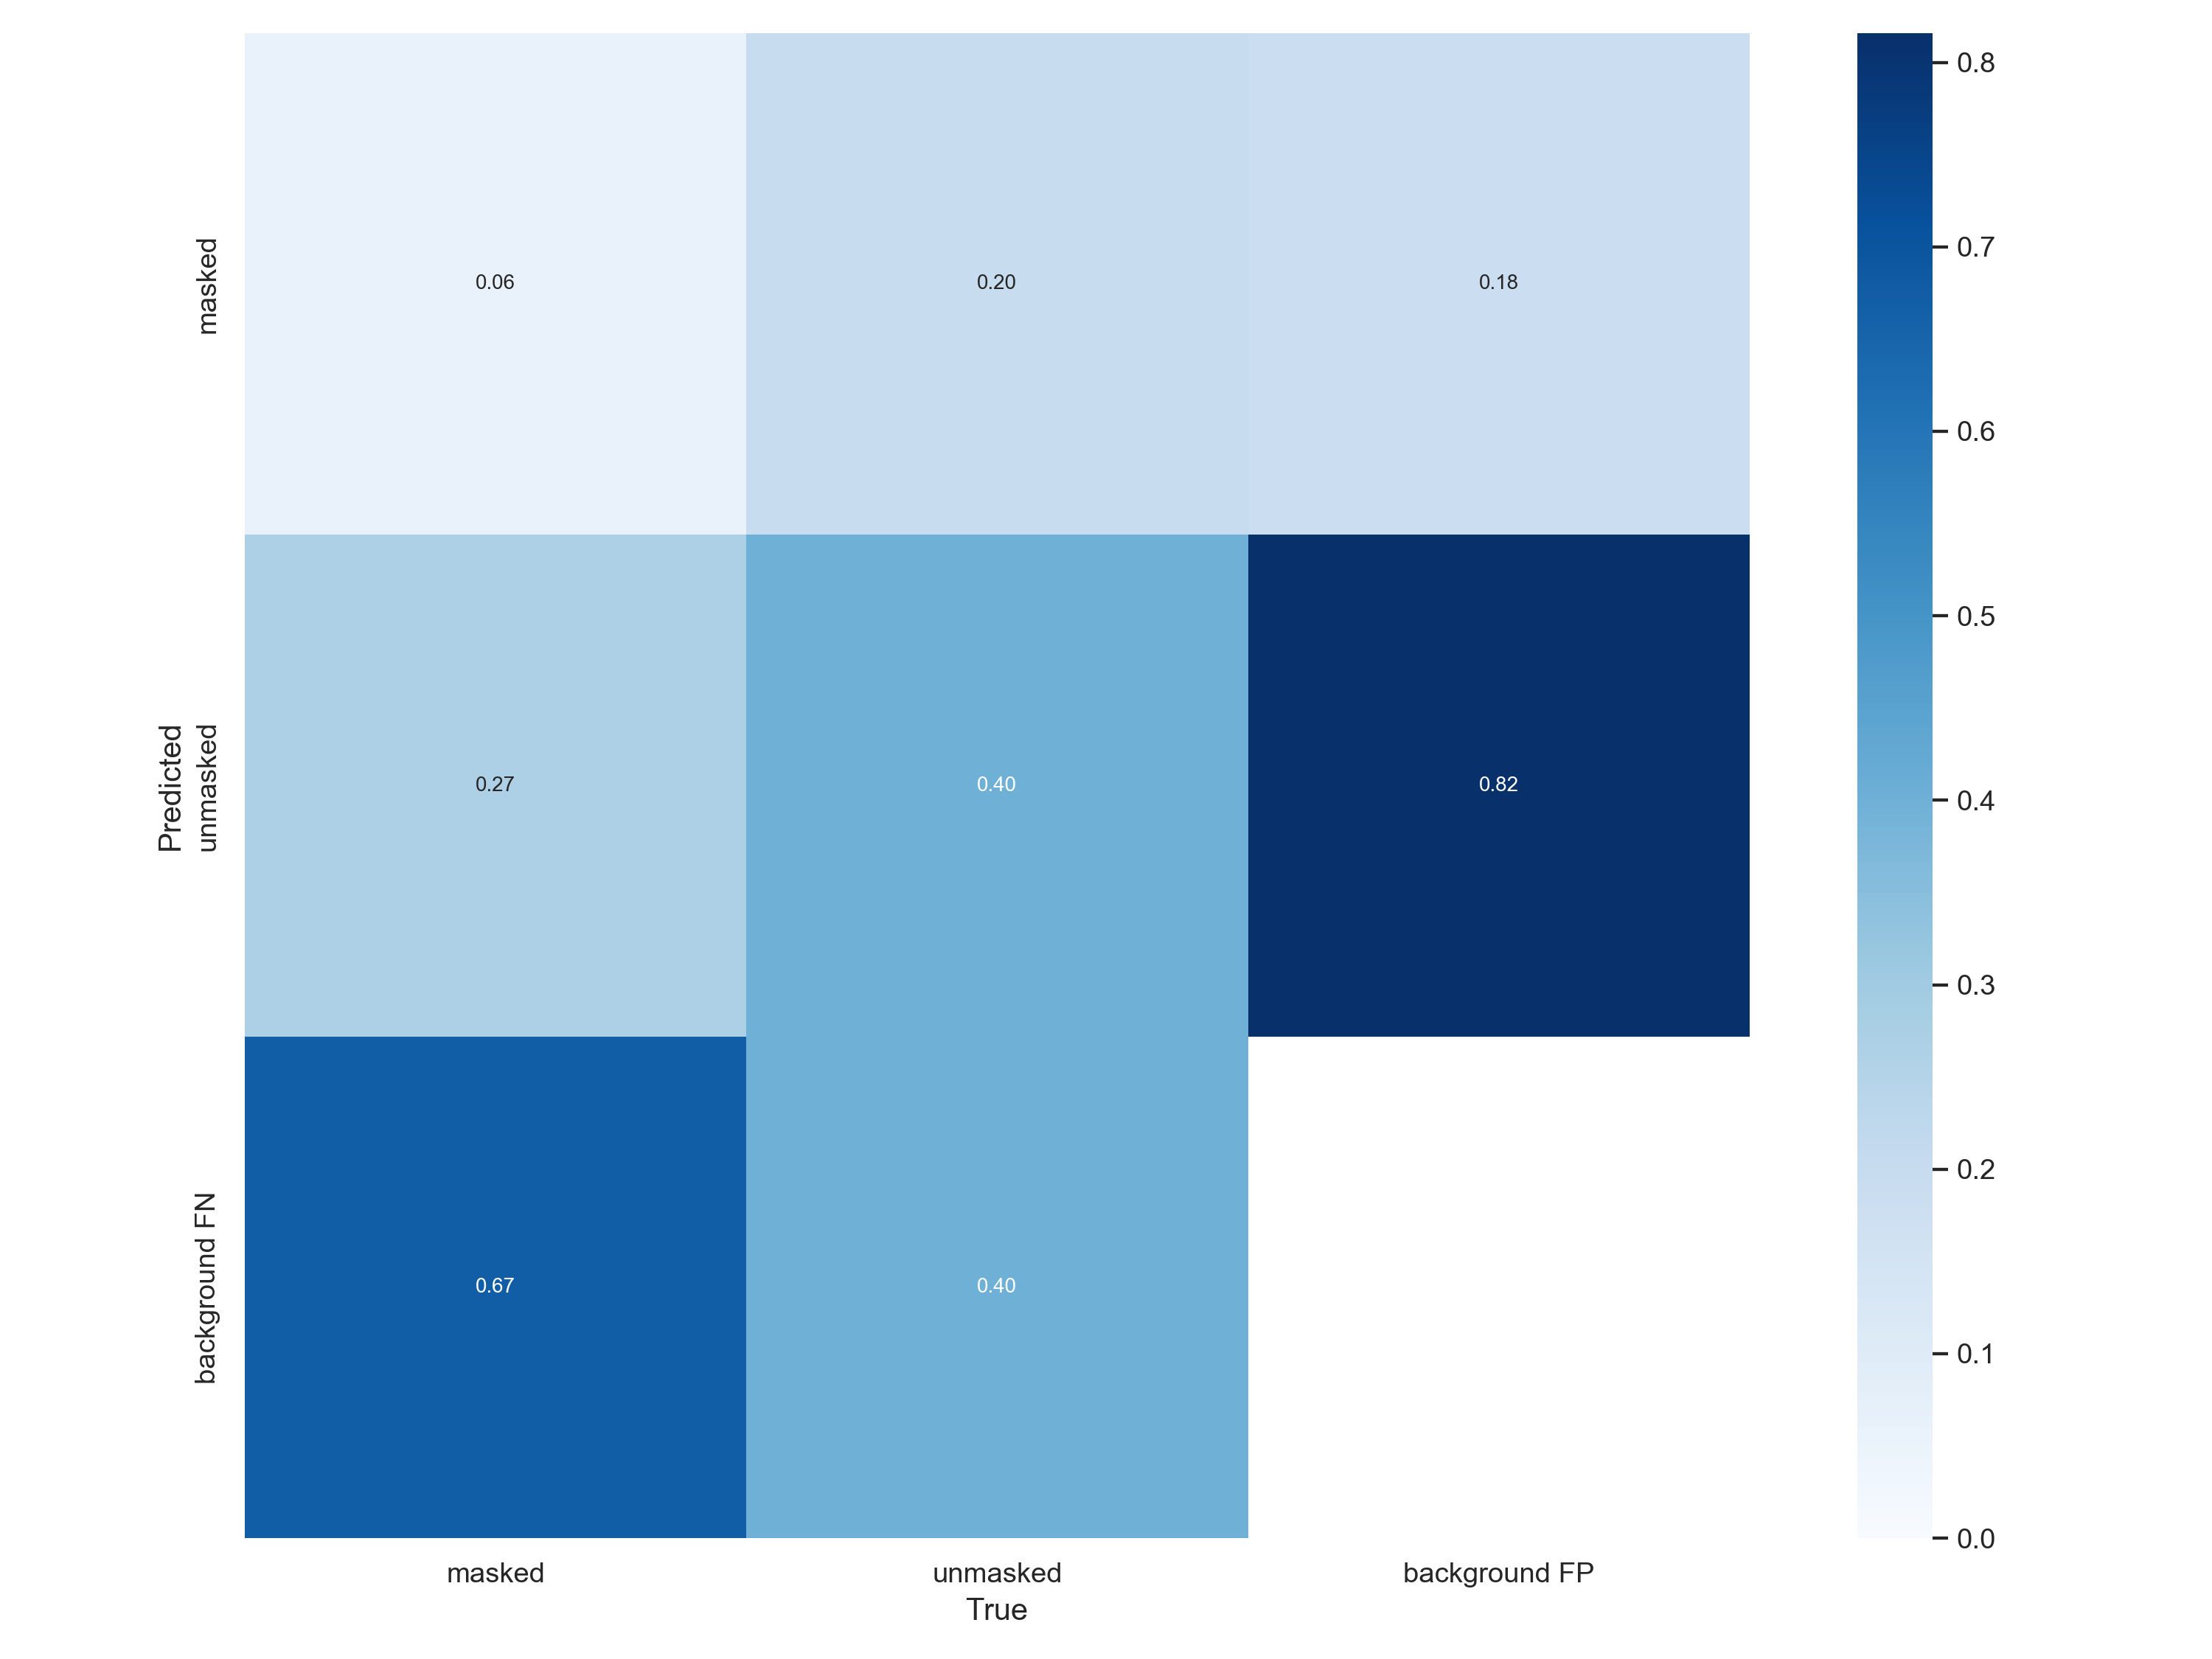 masked
0.06 0.20 0.18
0.8
0.7
0.6
0.5
0.4
0.3
0.2
0.1
0.0
Predicted
unmasked
0.27 0.40 0.82
background FN
0.67 0.40
masked unmasked background FP
True